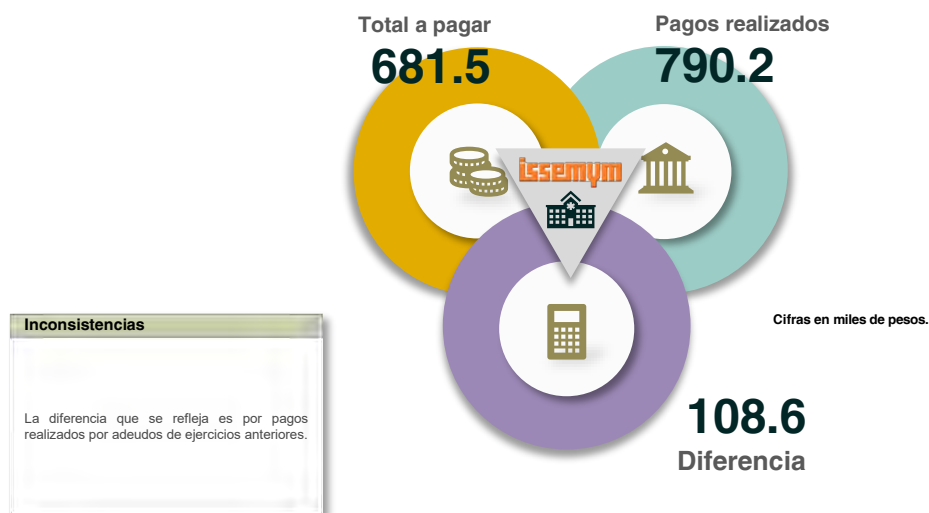 Total a pagar
681.5
Pagos realizados
790.2
issemym
Inconsistencias
La diferencia que se refleja es por pagos
realizados por adeudos de ejercicios anteriores.
Cifras en miles de pesos.
108.6
Diferencia